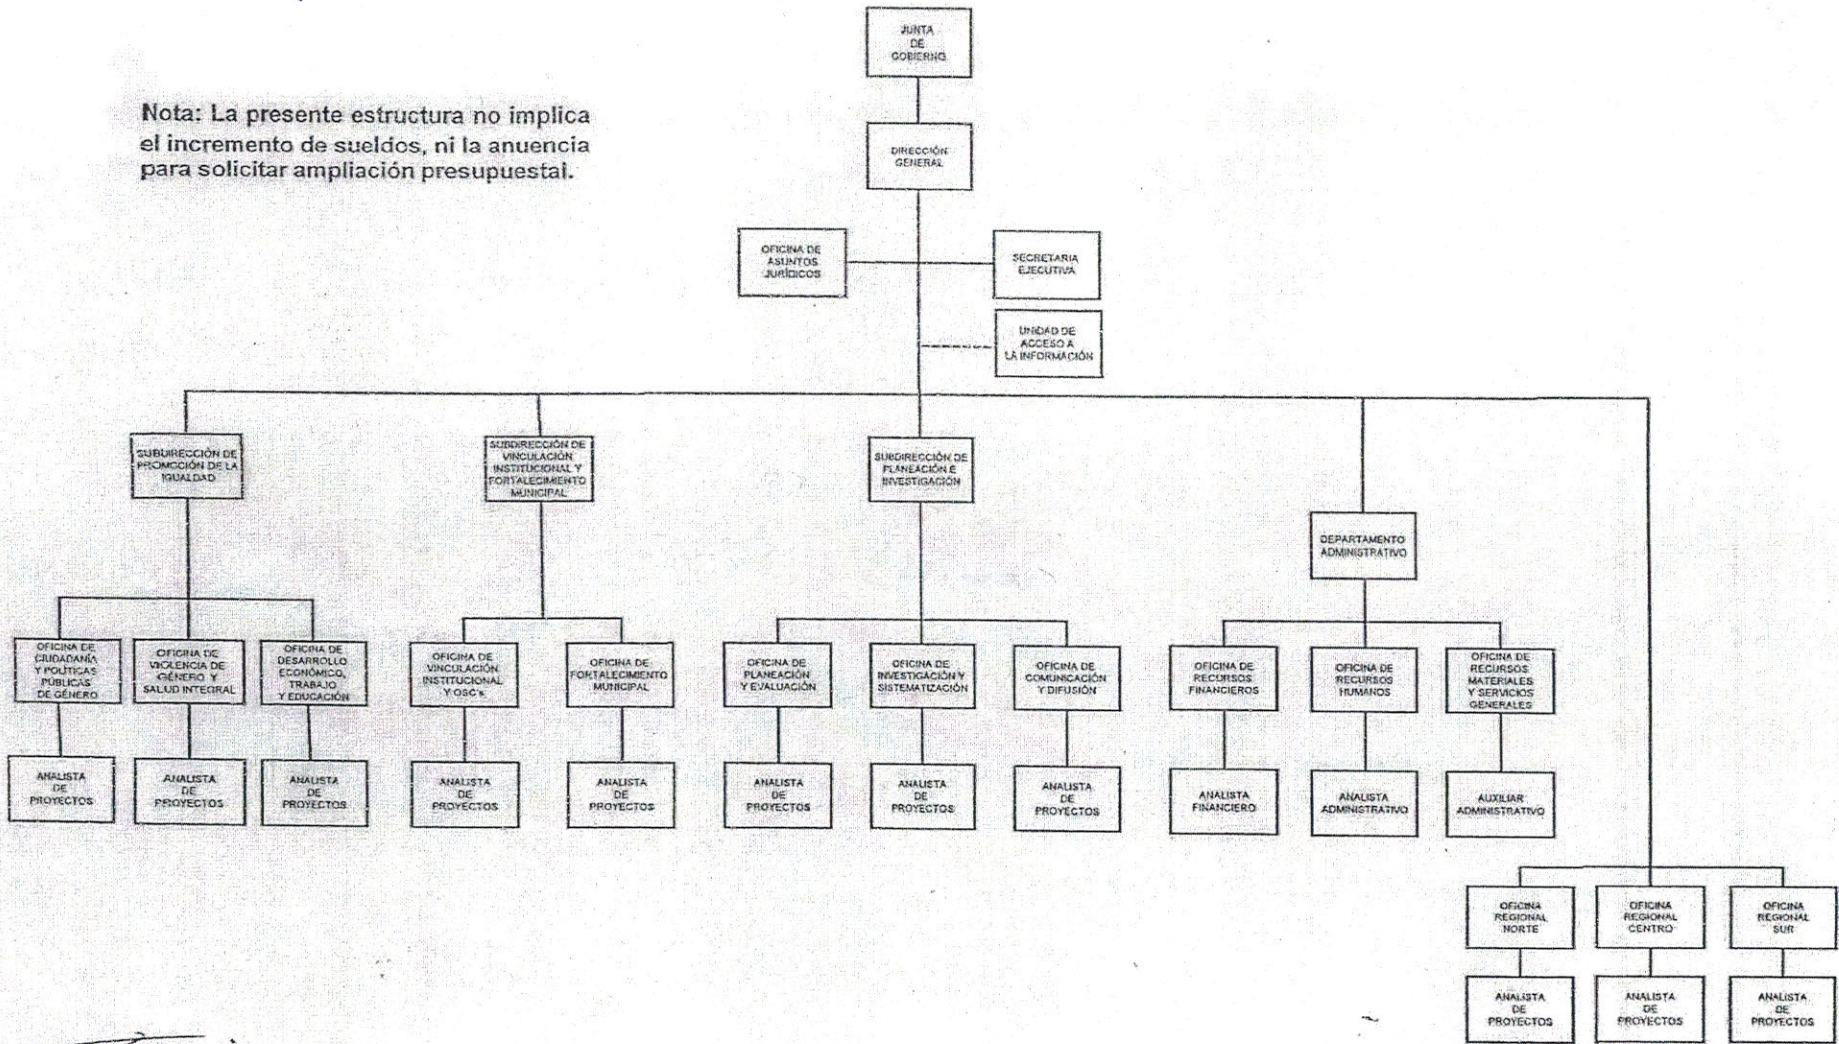 JUNTA
DE
GOBIERNO
Nota: La presente estructura no implica
el incremento de sueldos, ni la anuencia
para solicitar ampliación presupuestal.
DIRECCIÓN
GENERAL
OFICINA DE
ASUNTOS
JURÍDICOS
SECRETARIA
EJECUTIVA
UNIDAD DE
ACCESO A
LA INFORMACIÓN
SUBDIRECCIÓN DE
PROMOCIÓN DE LA
IGUALDAD
SUBDIRECCIÓN DE
VINCULACIÓN
INSTITUCIONAL Y
FORTALECIMIENTO
MUNICIPAL
SUBDIRECCIÓN DE
PLANEACIÓN E
INVESTIGACIÓN
DEPARTAMENTO
ADMINISTRATIVO
OFICINA DE
CIUDADANÍA
Y POLÍTICAS
PÚBLICAS
DE GÉNERO
OFICINA DE
VIOLENCIA DE
GÉNERO Y
SALUD INTEGRAL
OFICINA DE
DESARROLLO
ECONÓMICO,
TRABAJO
Y EDUCACIÓN
OFICINA DE
VINCULACIÓN
INSTITUCIONAL
Y OSC's
OFICINA DE
FORTALECIMIENTO
MUNICIPAL
OFICINA DE
PLANEACIÓN
Y EVALUACIÓN
OFICINA DE
INVESTIGACIÓN Y
SISTEMATIZACIÓN
OFICINA DE
COMUNICACIÓN
Y DIFUSIÓN
OFICINA DE
RECURSOS
FINANCIEROS
OFICINA DE
RECURSOS
HUMANOS
OFICINA DE
RECURSOS
MATERIALES
Y SERVICIOS
GENERALES
ANALISTA
DE
PROYECTOS
ANALISTA
DE
PROYECTOS
ANALISTA
DE
PROYECTOS
ANALISTA
DE
PROYECTOS
ANALISTA
DE
PROYECTOS
ANALISTA
DE
PROYECTOS
ANALISTA
DE
PROYECTOS
ANALISTA
DE
PROYECTOS
ANALISTA
FINANCIERO
ANALISTA
ADMINISTRATIVO
AUXILIAR
ADMINISTRATIVO
OFICINA
REGIONAL
NORTE
OFICINA
REGIONAL
CENTRO
OFICINA
REGIONAL
SUR
ANALISTA
DE
PROYECTOS
ANALISTA
DE
PROYECTOS
ANALISTA
DE
PROYECTOS